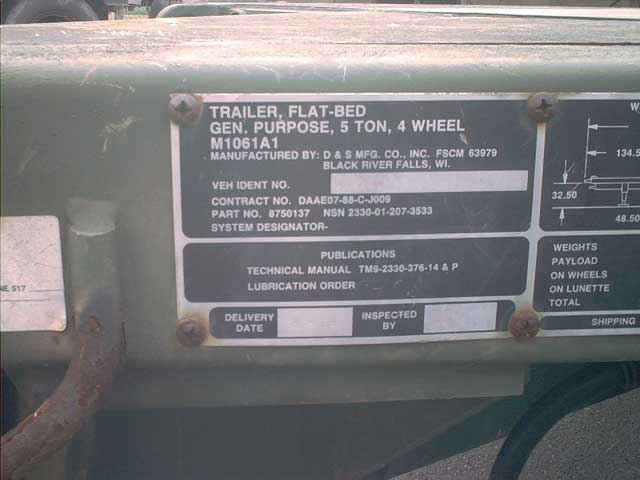 TRAILER, FLAT-BED
GEN. PURPOSE, 5 TON, 4 WHEEL
M1061A1
MANUFACTURED BY: D & S MFG. CO., INC. FSCM 63979
BLACK RIVER FALLS, WI.
VEH IDENT NO.
CONTRACT NO. DAAE07-88-C-J009
PART NO. 8750137 NSN 2330-01-207-3533
SYSTEM DESIGNATOR-
PUBLICATIONS
TECHNICAL MANUAL TM9-2330-376-14 & P
LUBRICATION ORDER
DELIVERY DATE
INSPECTED BY
W
134.5
32.50
48.50
WEIGHTS
PAYLOAD
ON WHEELS
ON LUNETTE
TOTAL
SHIPPING
NE 517